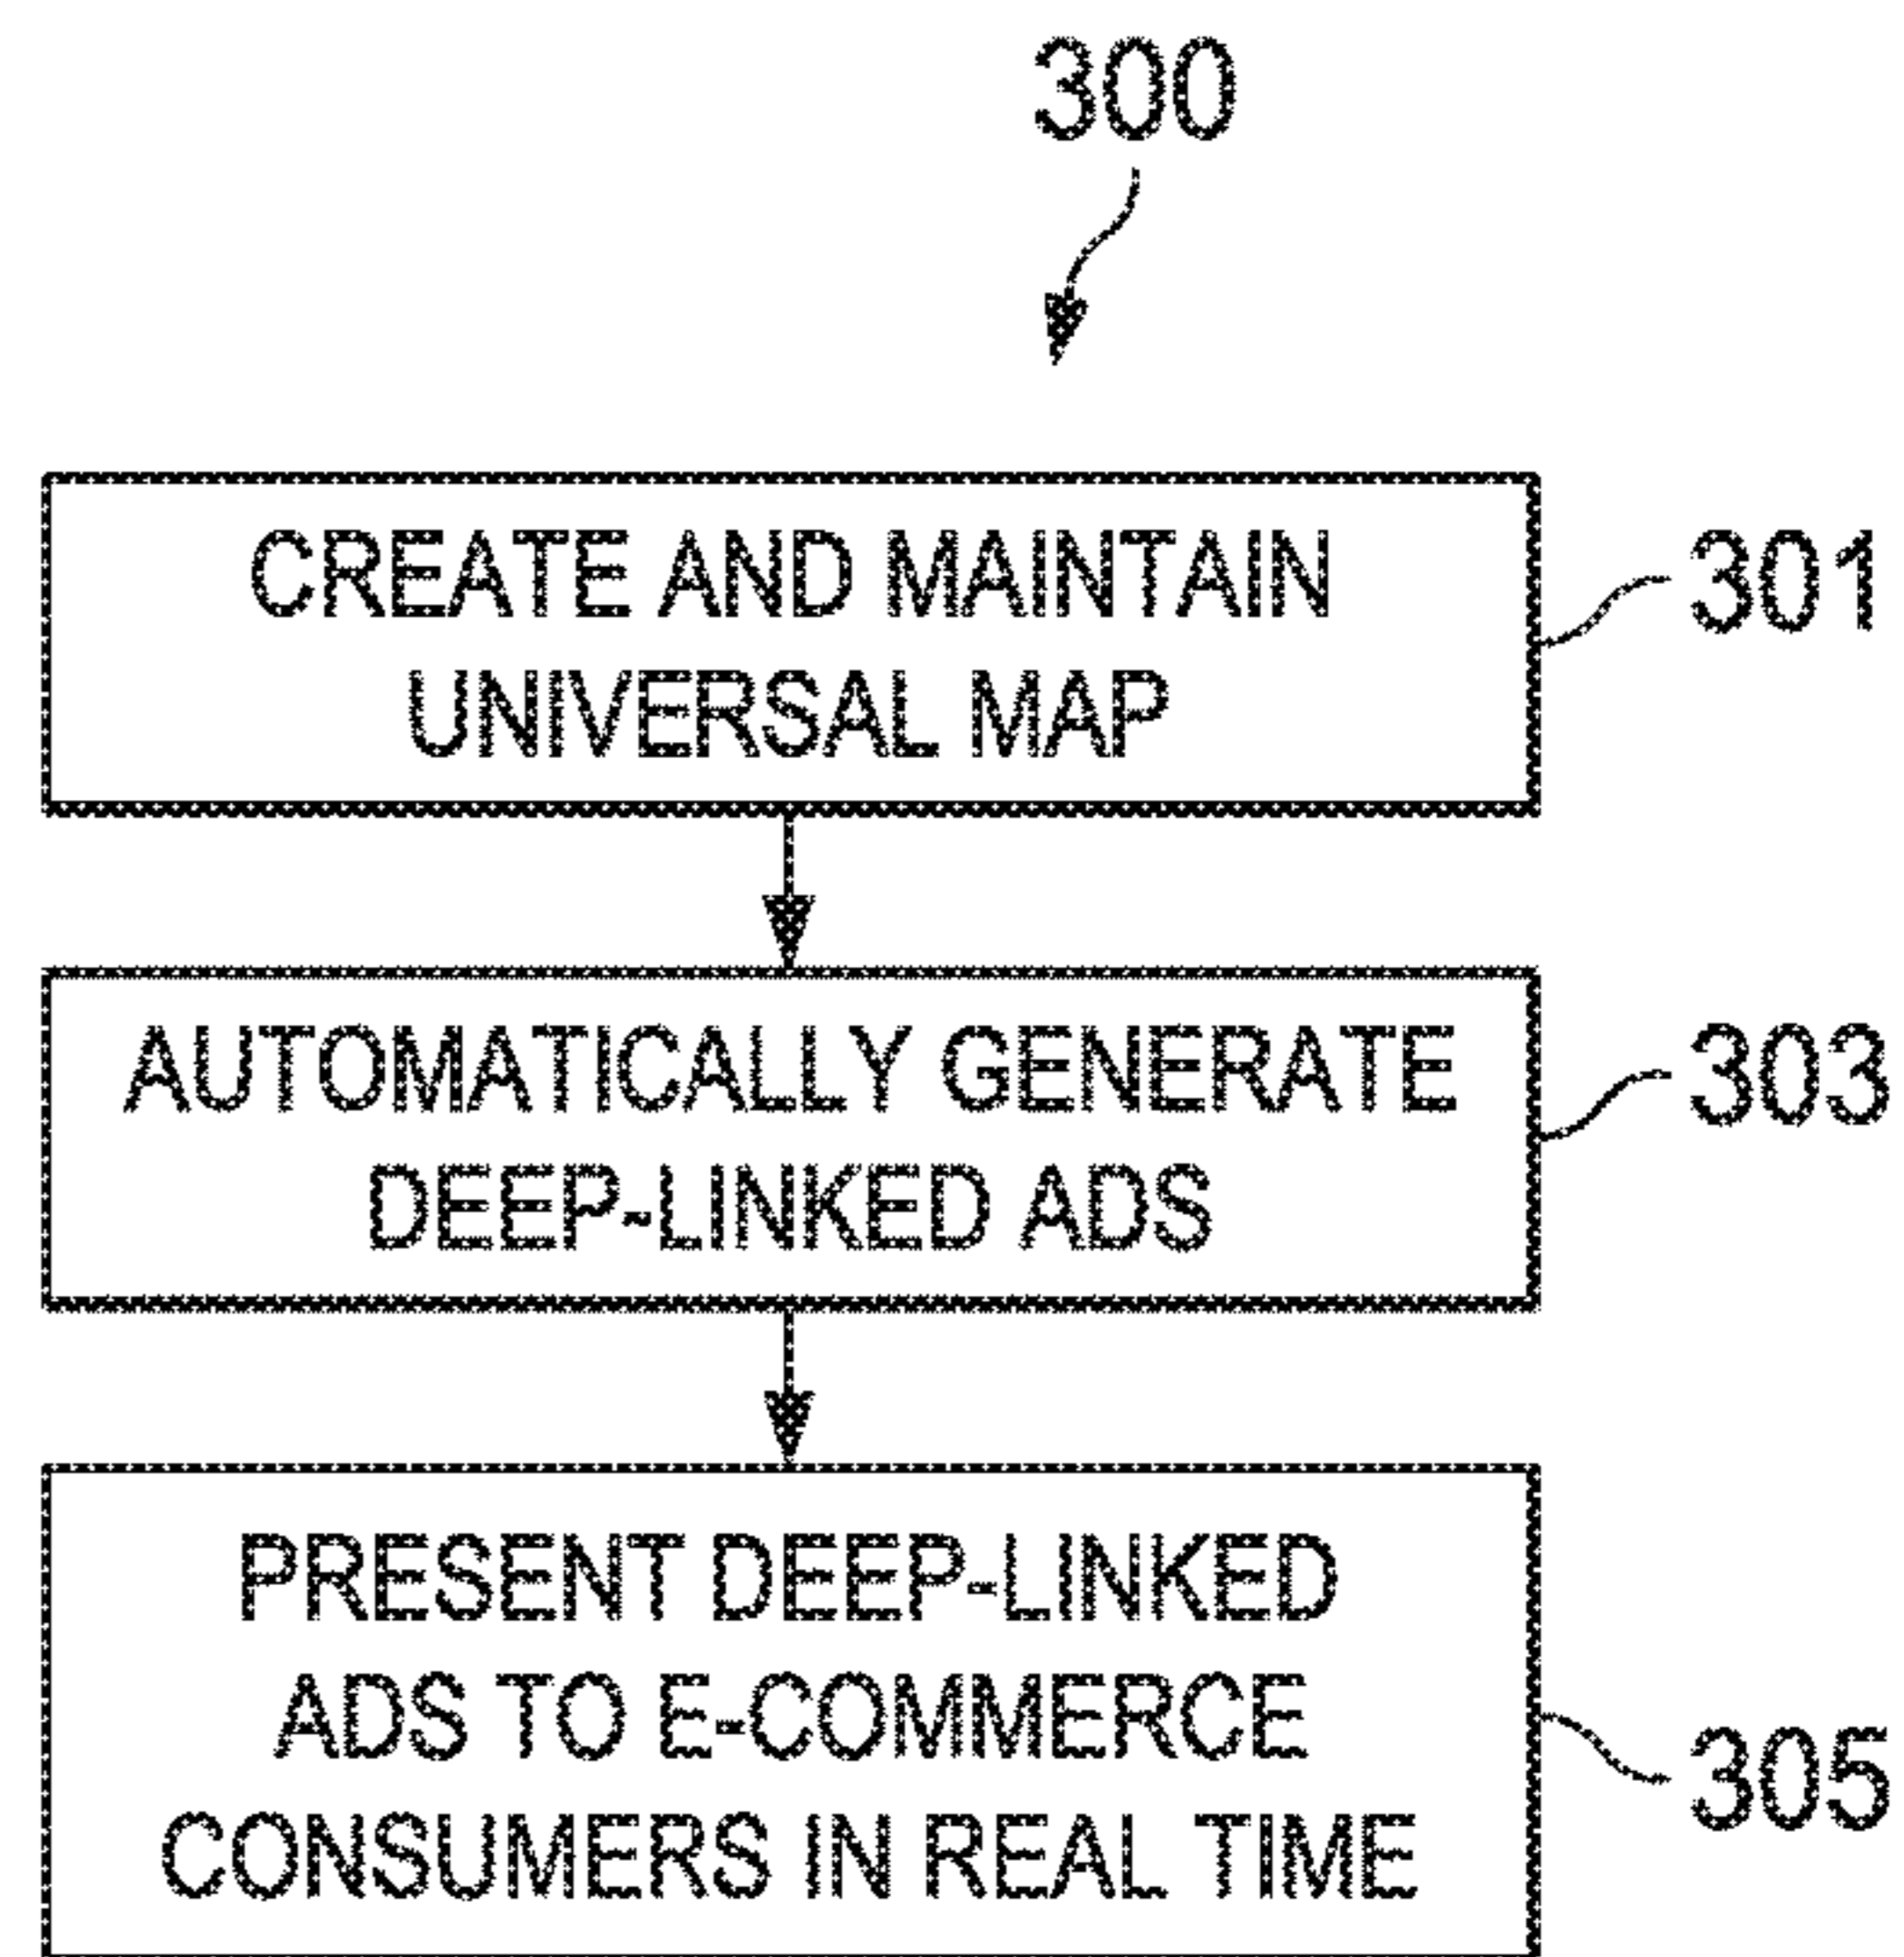 300
CREATE AND MAINTAIN
UNIVERSAL MAP
301
AUTOMATICALLY GENERATE
DEEP-LINKED ADS
303
PRESENT DEEP-LINKED
ADS TO E-COMMERCE
CONSUMERS IN REAL TIME
305